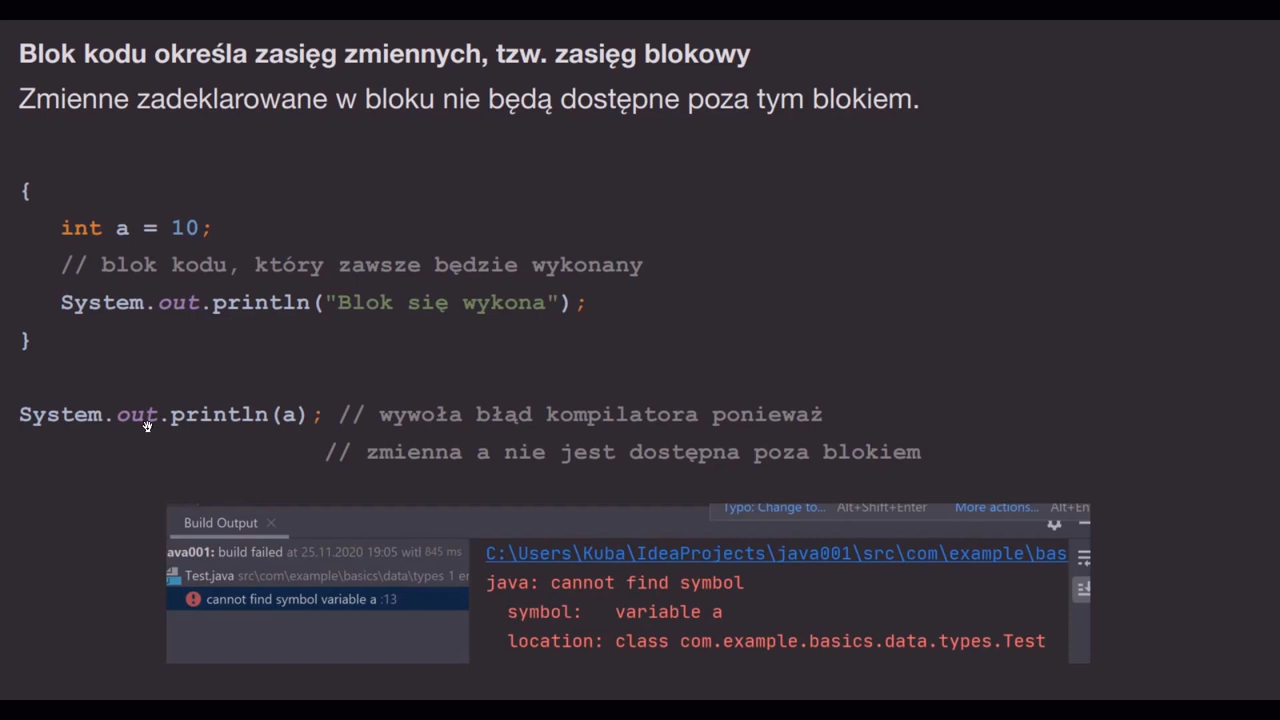 Blok kodu określa zasięg zmiennych, tzw. zasięg blokowy
Zmienne zadeklarowane w bloku nie będą dostępne poza tym blokiem.
{
int a = 10;
// blok kodu, który zawsze będzie wykonany
System.out.println("Blok się wykona");
}
System.out.println(a); // wywoła błąd kompilatora ponieważ
// zmienna a nie jest dostępna poza blokiem
Typo: Change to... Alt+Shift+Enter More actions... Alt+En
Build Output
ava001: build failed at 25.11.2020 19:05 witl 845 ms
Test.java src\com\example\basics\data\types 1 er
cannot find symbol variable a :13
C:\Users\Kuba\IdeaProjects\java001\src\com\example\bas
java: cannot find symbol
symbol: variable a
location: class com.example.basics.data.types.Test